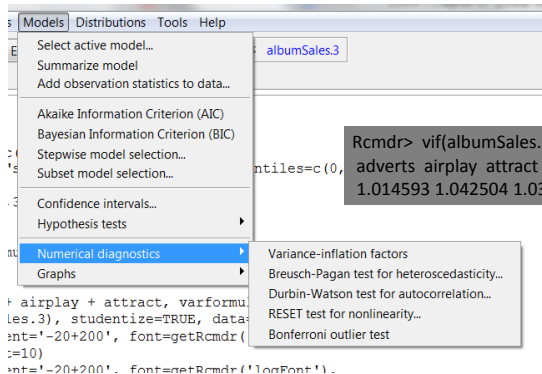 s Models Distributions Tools Help
Select active model...
E albumSales.3
Summarize model
Add observation statistics to data...
Akaike Information Criterion (AIC)
Bayesian Information Criterion (BIC)
Stepwise model selection...
Subset model selection...
ntiles=c(0,
Rcmdr> vif(albumSales.
adverts airplay attract
1.014593 1.042504 1.03
Confidence intervals...
Hypothesis tests
Numerical diagnostics
Graphs
Variance-inflation factors
Breusch-Pagan test for heteroscedasticity...
Durbin-Watson test for autocorrelation...
RESET test for nonlinearity...
Bonferroni outlier test
+ airplay + attract, varformul
les.3), studentize=TRUE, data=
ent='-20+200', font=getRcmdr(
t=10)
ent='-20+200', font=getRcmdr('logFont'),